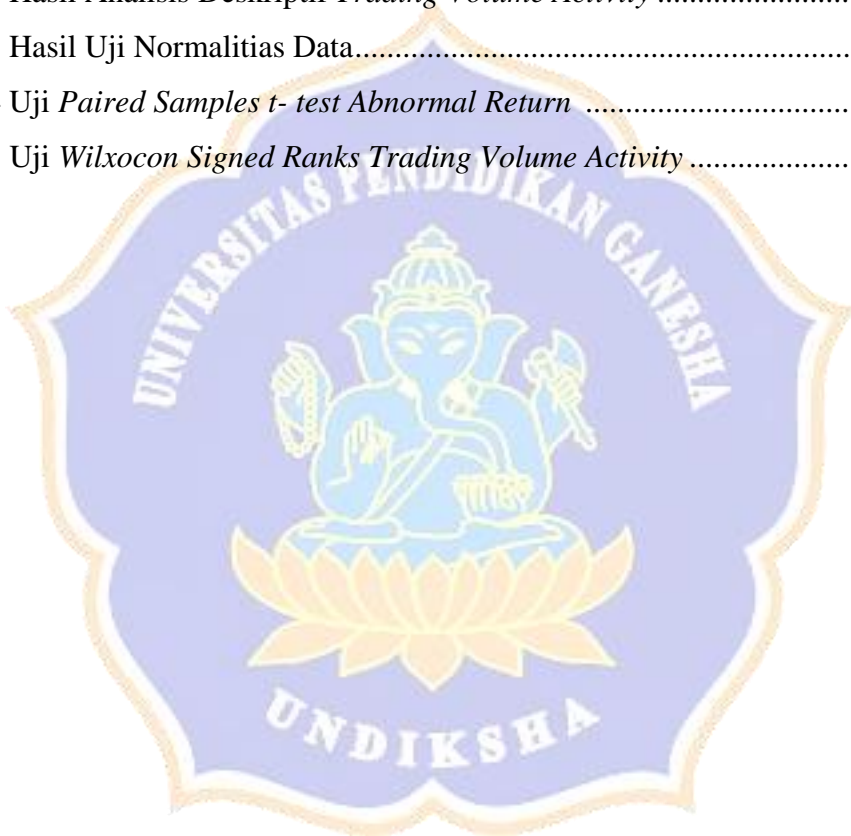 Hasil Analisis Deskriptif Trading Volume Activity ........................
Hasil Uji Normalitias Data.............................................................
Uji Paired Samples t- test Abnormal Return .................................
Uji Wilxocon Signed Ranks Trading Volume Activity ....................
UNIVERSITAS PENDIDIKAN GANESHA
UNDIKSHA